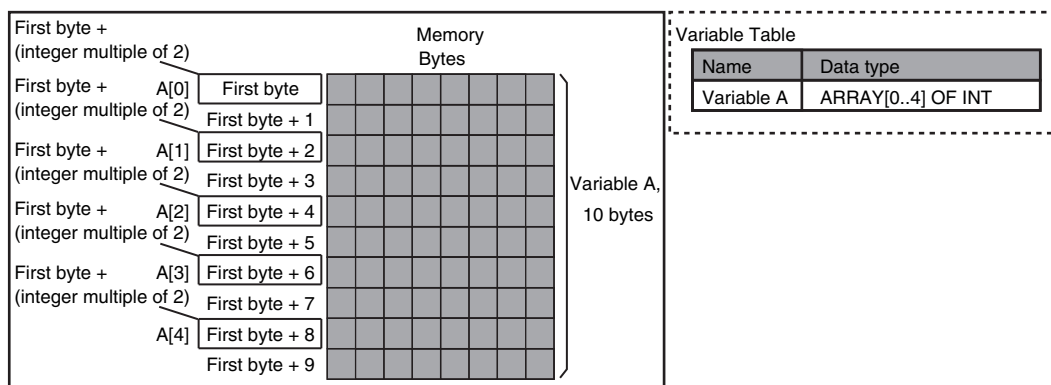 First byte +
(integer multiple of 2)
Memory
Bytes
First byte +
(integer multiple of 2)
A[0] First byte
First byte + 1
First byte +
(integer multiple of 2)
A[1] First byte + 2
First byte + 3
First byte +
(integer multiple of 2)
A[2] First byte + 4
First byte + 5
First byte +
(integer multiple of 2)
A[3] First byte + 6
First byte + 7
A[4] First byte + 8
First byte + 9
Variable A,
10 bytes
Variable Table
Name Data type
Variable A ARRAY[0..4] OF INT